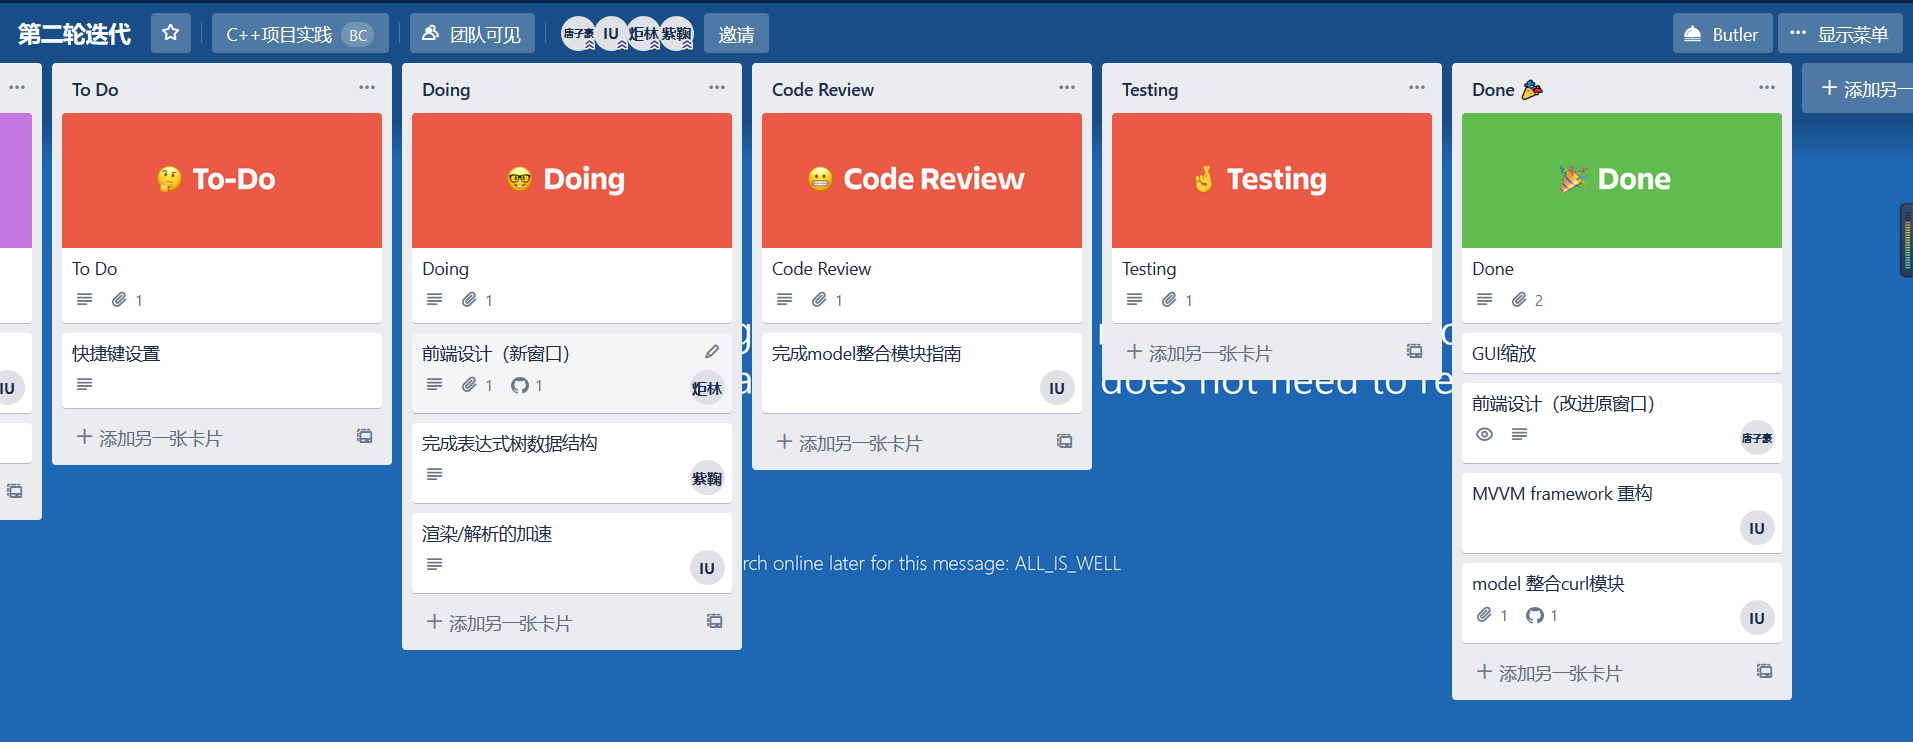 第二轮迭代
C++项目实践 BC
团队可见
唐子豪 IU 炬林 紫鞠
邀请
Butler
显示菜单
IU
To Do
To-Do
To Do
1
快捷键设置
添加另一张卡片
Doing
Doing
Doing
1
前端设计（新窗口）
1 1
炬林
完成表达式树数据结构
紫鞠
渲染/解析的加速
IU
添加另一张卡片
Code Review
Code Review
Code Review
1
完成model整合模块指南
IU
添加另一张卡片
Testing
Testing
Testing
1
添加另一张卡片
does not need to re
rch online later for this message: ALL_IS_WELL
Done
Done
Done
2
GUI缩放
前端设计（改进原窗口）
唐子豪
MVVM framework 重构
IU
model 整合curl模块
1 1
IU
添加另一张卡片
添加另一